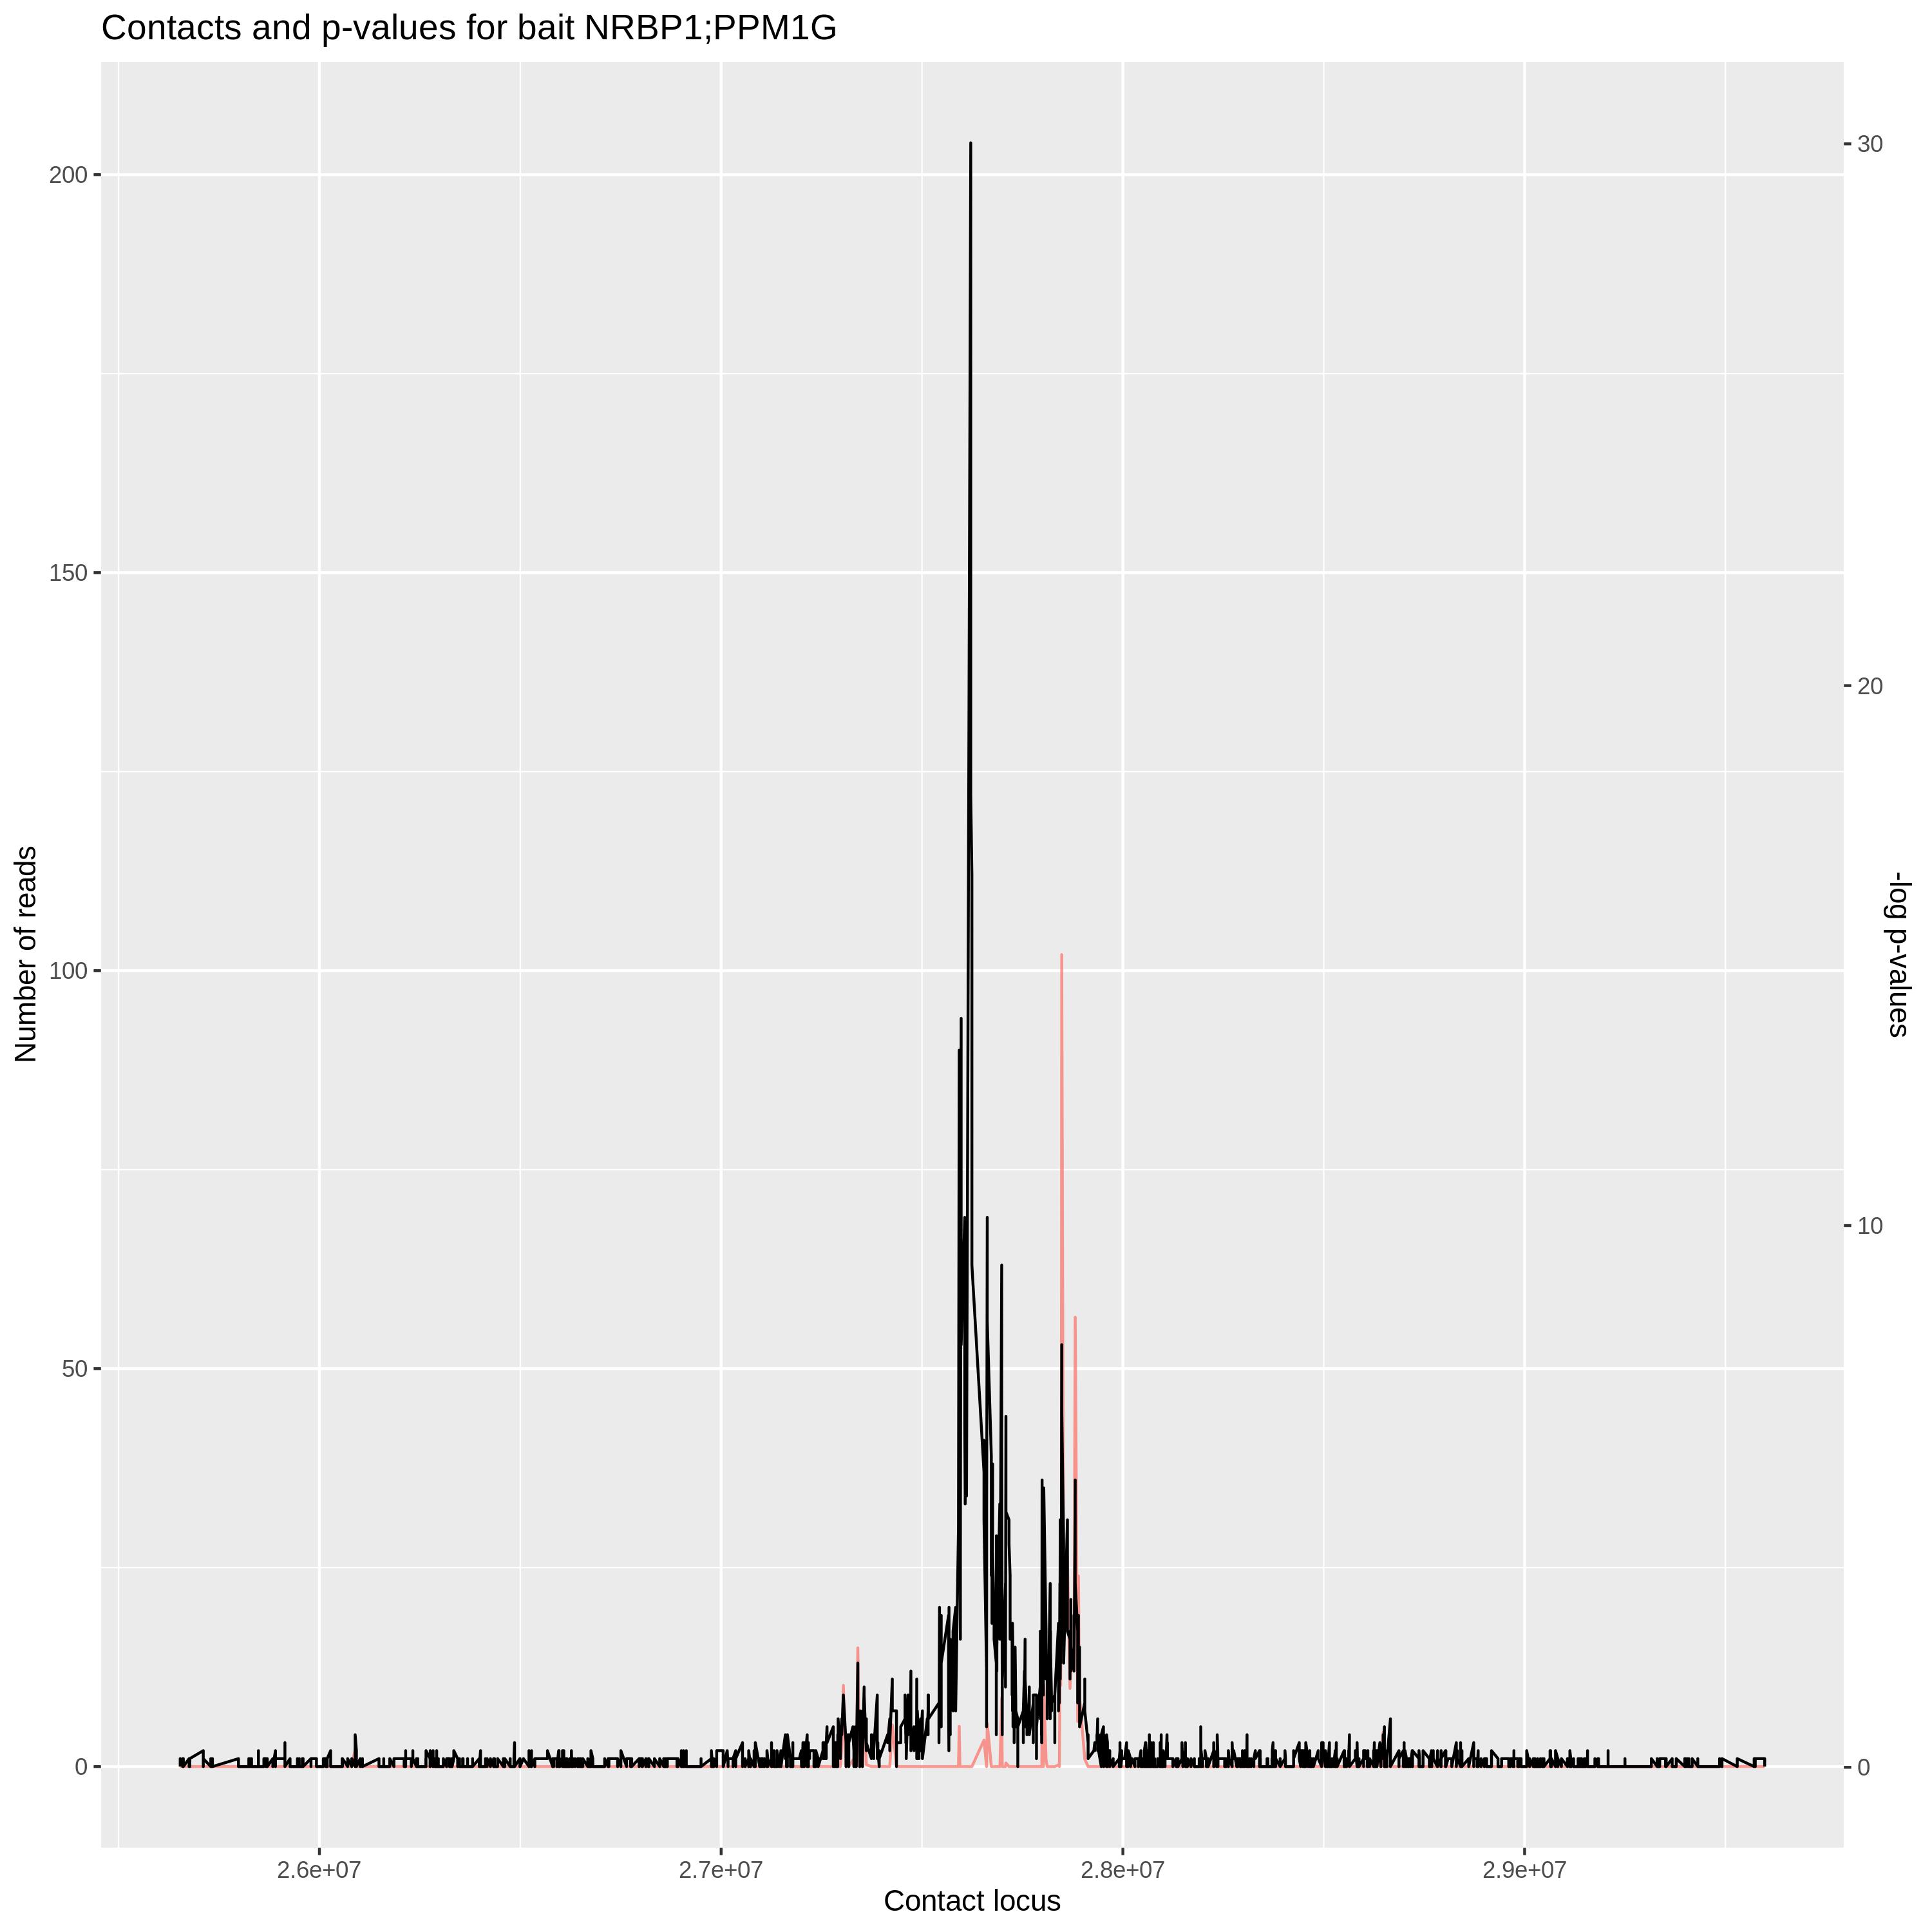 Contacts and p-values for bait NRBP1;PPM1G
Number of reads
200
150
100
50
0
30
20
10
0
-log p-values
2.6e+07 2.7e+07 2.8e+07 2.9e+07
Contact locus